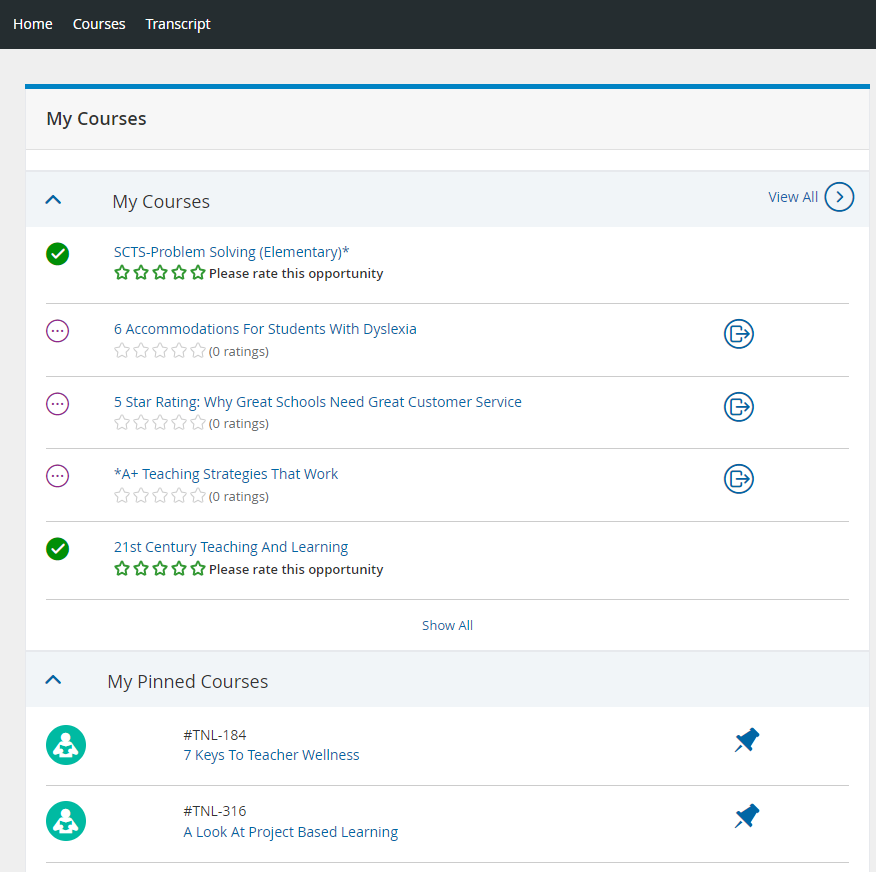 Home Courses Transcript
My Courses
My Courses
View All
SCTS-Problem Solving (Elementary)*
Please rate this opportunity
6 Accommodations For Students With Dyslexia
(0 ratings)
5 Star Rating: Why Great Schools Need Great Customer Service
(0 ratings)
*A+ Teaching Strategies That Work
(0 ratings)
21st Century Teaching And Learning
Please rate this opportunity
Show All
My Pinned Courses
#TNL-184
7 Keys To Teacher Wellness
#TNL-316
A Look At Project Based Learning